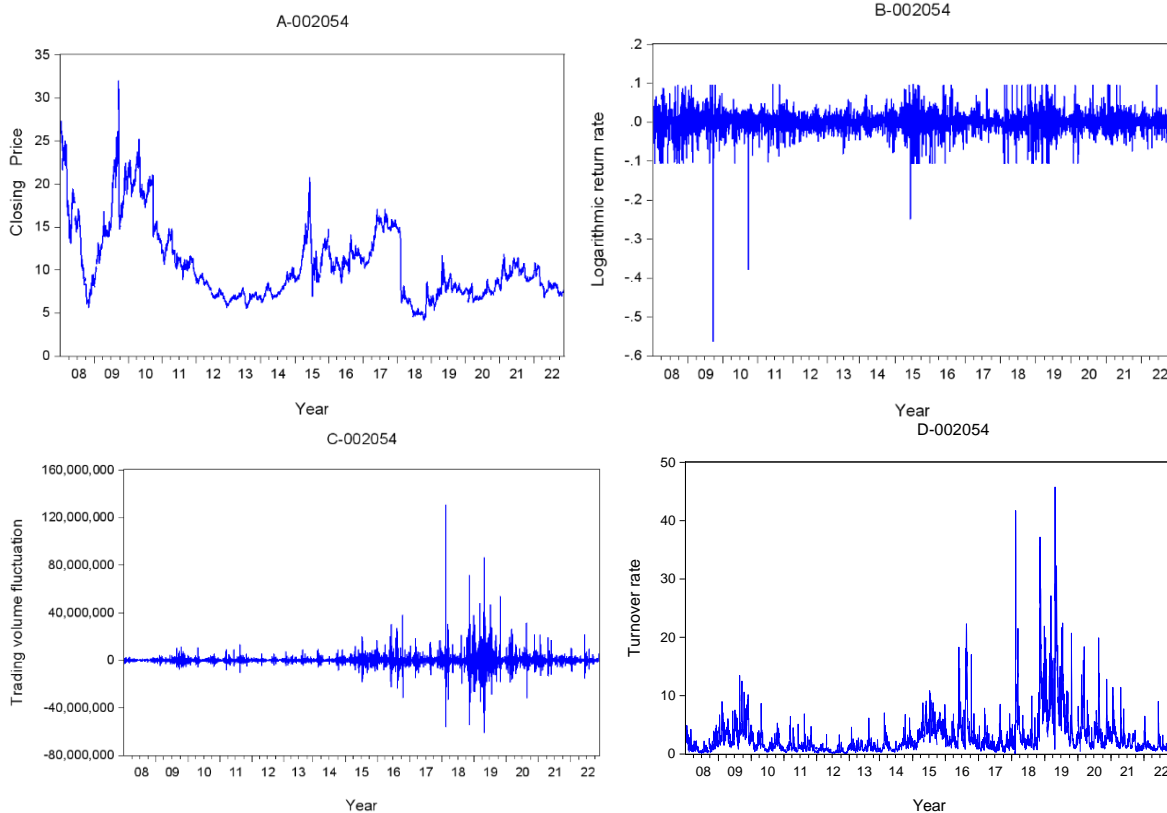 A-002054
Closing Price
35
30
25
20
15
10
5
0
08 09 10 11 12 13 14 15 16 17 18 19 20 21 22
Year
B-002054
Logarithmic return rate
.2
.1
.0
-.1
-.2
-.3
-.4
-.5
-.6
08 09 10 11 12 13 14 15 16 17 18 19 20 21 22
Year
C-002054
Trading volume fluctuation
160,000,000
120,000,000
80,000,000
40,000,000
0
-40,000,000
-80,000,000
08 09 10 11 12 13 14 15 16 17 18 19 20 21 22
Year
D-002054
Turnover rate
50
40
30
20
10
0
08 09 10 11 12 13 14 15 16 17 18 19 20 21 22
Year